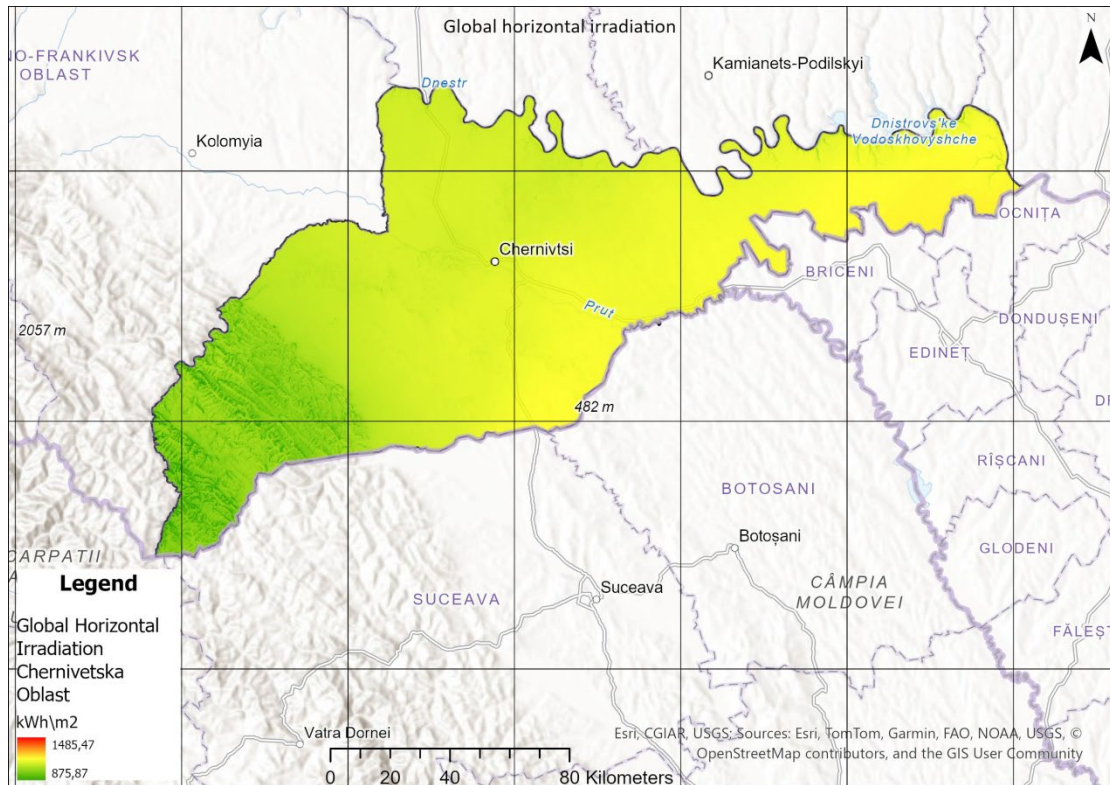 Global horizontal irradiation
N
NO-FRANKIVSK
OBLAST
Kamianets-Podilskyi
Dnestr
Kolomyia
Dnistrovs'ke
Vodoskhovyshche
OCNIȚA
Chernivtsi
BRICENI
Prut
DONDUȘENI
2057 m
EDINEȚ
482 m
RÎȘCANI
BOTOSANI
GLODENI
Botoșani
CARPAȚII
CÂMPIA
MOLDOVEI
SUCEAVA
Suceava
FĂLEȘT
Legend
Global Horizontal
Irradiation
Chernivetska
Oblast
kWh\m2
1485,47
875,87
Vatra Dornei
0 20 40 80 Kilometers
Esri, CGIAR, USGS; Sources: Esri, TomTom, Garmin, FAO, NOAA, USGS, ©
OpenStreetMap contributors, and the GIS User Community